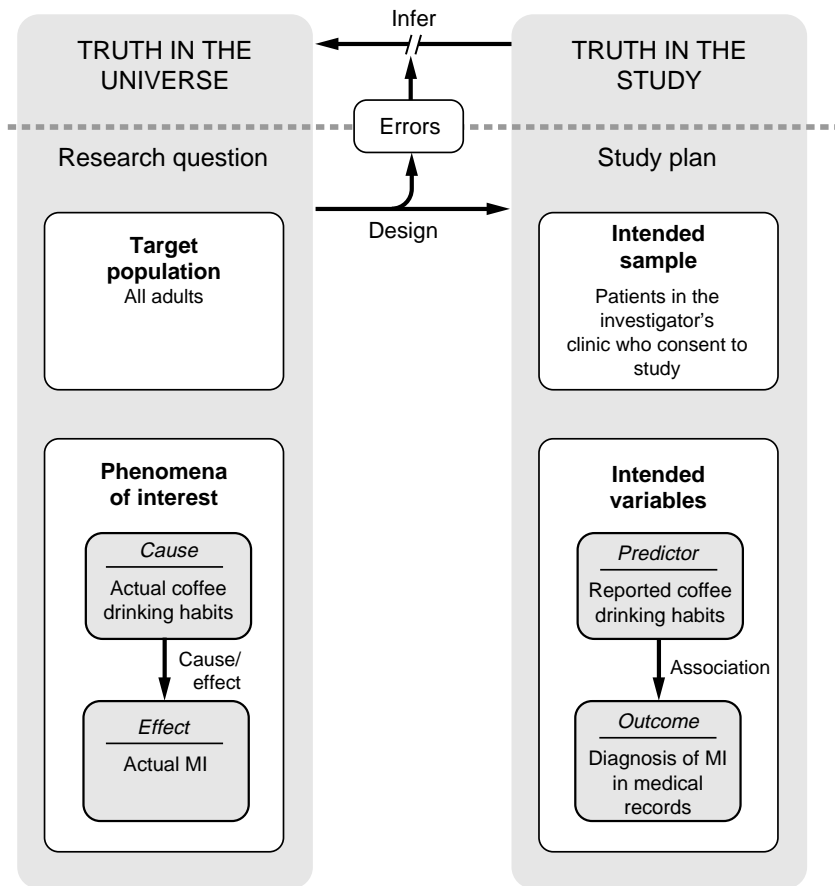 Infer
TRUTH IN THE
UNIVERSE
TRUTH IN THE
STUDY
Errors
Research question
Study plan
Design
Target
population
All adults
Intended
sample
Patients in the
investigator's
clinic who consent to
study
Phenomena
of interest
Cause
Actual coffee
drinking habits
Cause/
effect
Effect
Actual MI
Intended
variables
Predictor
Reported coffee
drinking habits
Association
Outcome
Diagnosis of MI
in medical
records